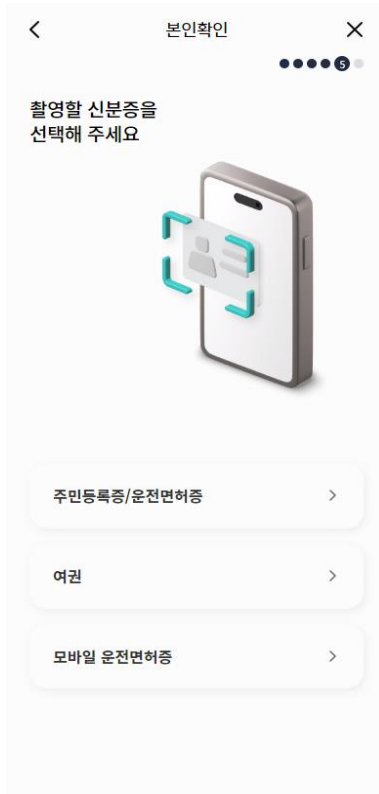 본인확인
5
촬영할 신분증을
선택해 주세요
주민등록증/운전면허증
여권
모바일 운전면허증